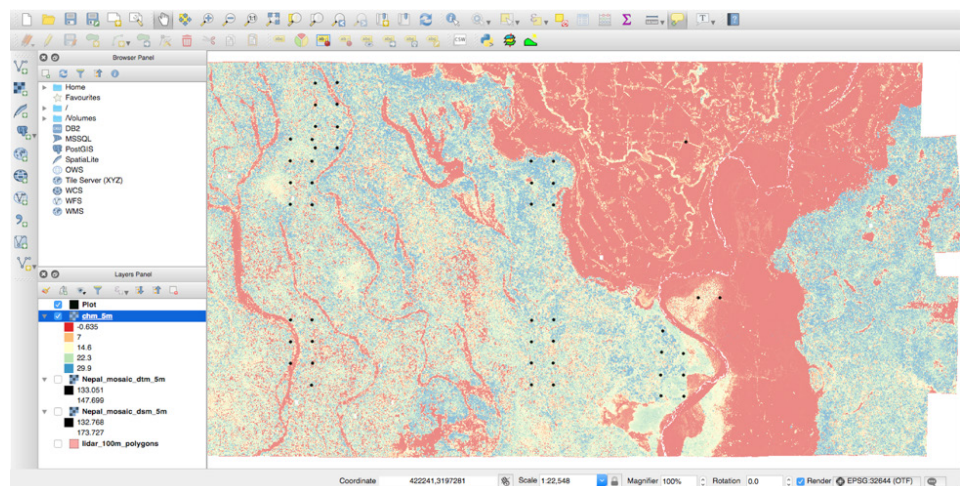 CSW
Browser Panel
Home
Favourites
/
/Volumes
DB2
MSSQL
PostGIS
SpatiaLite
OWS
Tile Server (XYZ)
WCS
WFS
WMS
Layers Panel
Plot
chm_5m
-0.635
7
14.6
22.3
29.9
Nepal_mosaic_dtm_5m
133.051
147.699
Nepal_mosaic_dsm_5m
132.768
173.727
lidar_100m_polygons
Coordinate 422241,3197281 Scale 1:22,548 Magnifier 100% Rotation 0.0 Render EPSG:32644 (OTF)